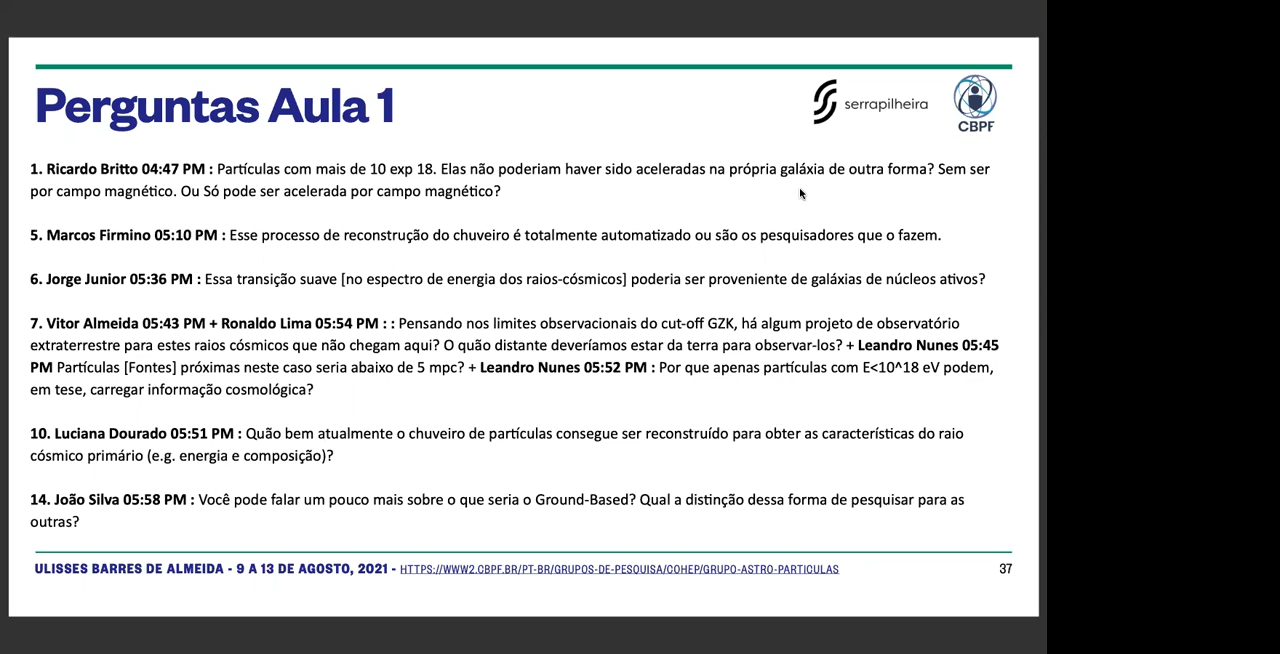 Perguntas Aula 1
serrapilheira
CBPF
1. Ricardo Britto 04:47 PM : Partículas com mais de 10 exp 18. Elas não poderiam haver sido aceleradas na própria galáxia de outra forma? Sem ser
por campo magnético. Ou Só pode ser acelerada por campo magnético?
5. Marcos Firmino 05:10 PM : Esse processo de reconstrução do chuveiro é totalmente automatizado ou são os pesquisadores que o fazem.
6. Jorge Junior 05:36 PM : Essa transição suave [no espectro de energia dos raios-cósmicos] poderia ser proveniente de galáxias de núcleos ativos?
7. Vitor Almeida 05:43 PM + Ronaldo Lima 05:54 PM : : Pensando nos limites observacionais do cut-off GZK, há algum projeto de observatório
extraterrestre para estes raios cósmicos que não chegam aqui? O quão distante deveríamos estar da terra para observar-los? + Leandro Nunes 05:45
PM Partículas [Fontes] próximas neste caso seria abaixo de 5 mpc? + Leandro Nunes 05:52 PM : Por que apenas partículas com E<10^18 eV podem,
em tese, carregar informação cosmológica?
10. Luciana Dourado 05:51 PM : Quão bem atualmente o chuveiro de partículas consegue ser reconstruído para obter as características do raio
cósmico primário (e.g. energia e composição)?
14. João Silva 05:58 PM : Você pode falar um pouco mais sobre o que seria o Ground-Based? Qual a distinção dessa forma de pesquisar para as
outras?
ULISSES BARRES DE ALMEIDA - 9 A 13 DE AGOSTO, 2021 - HTTPS://WWW2.CBPF.BR/PT-BR/GRUPOS-DE-PESQUISA/COHEP/GRUPO-ASTRO-PARTICULAS
37